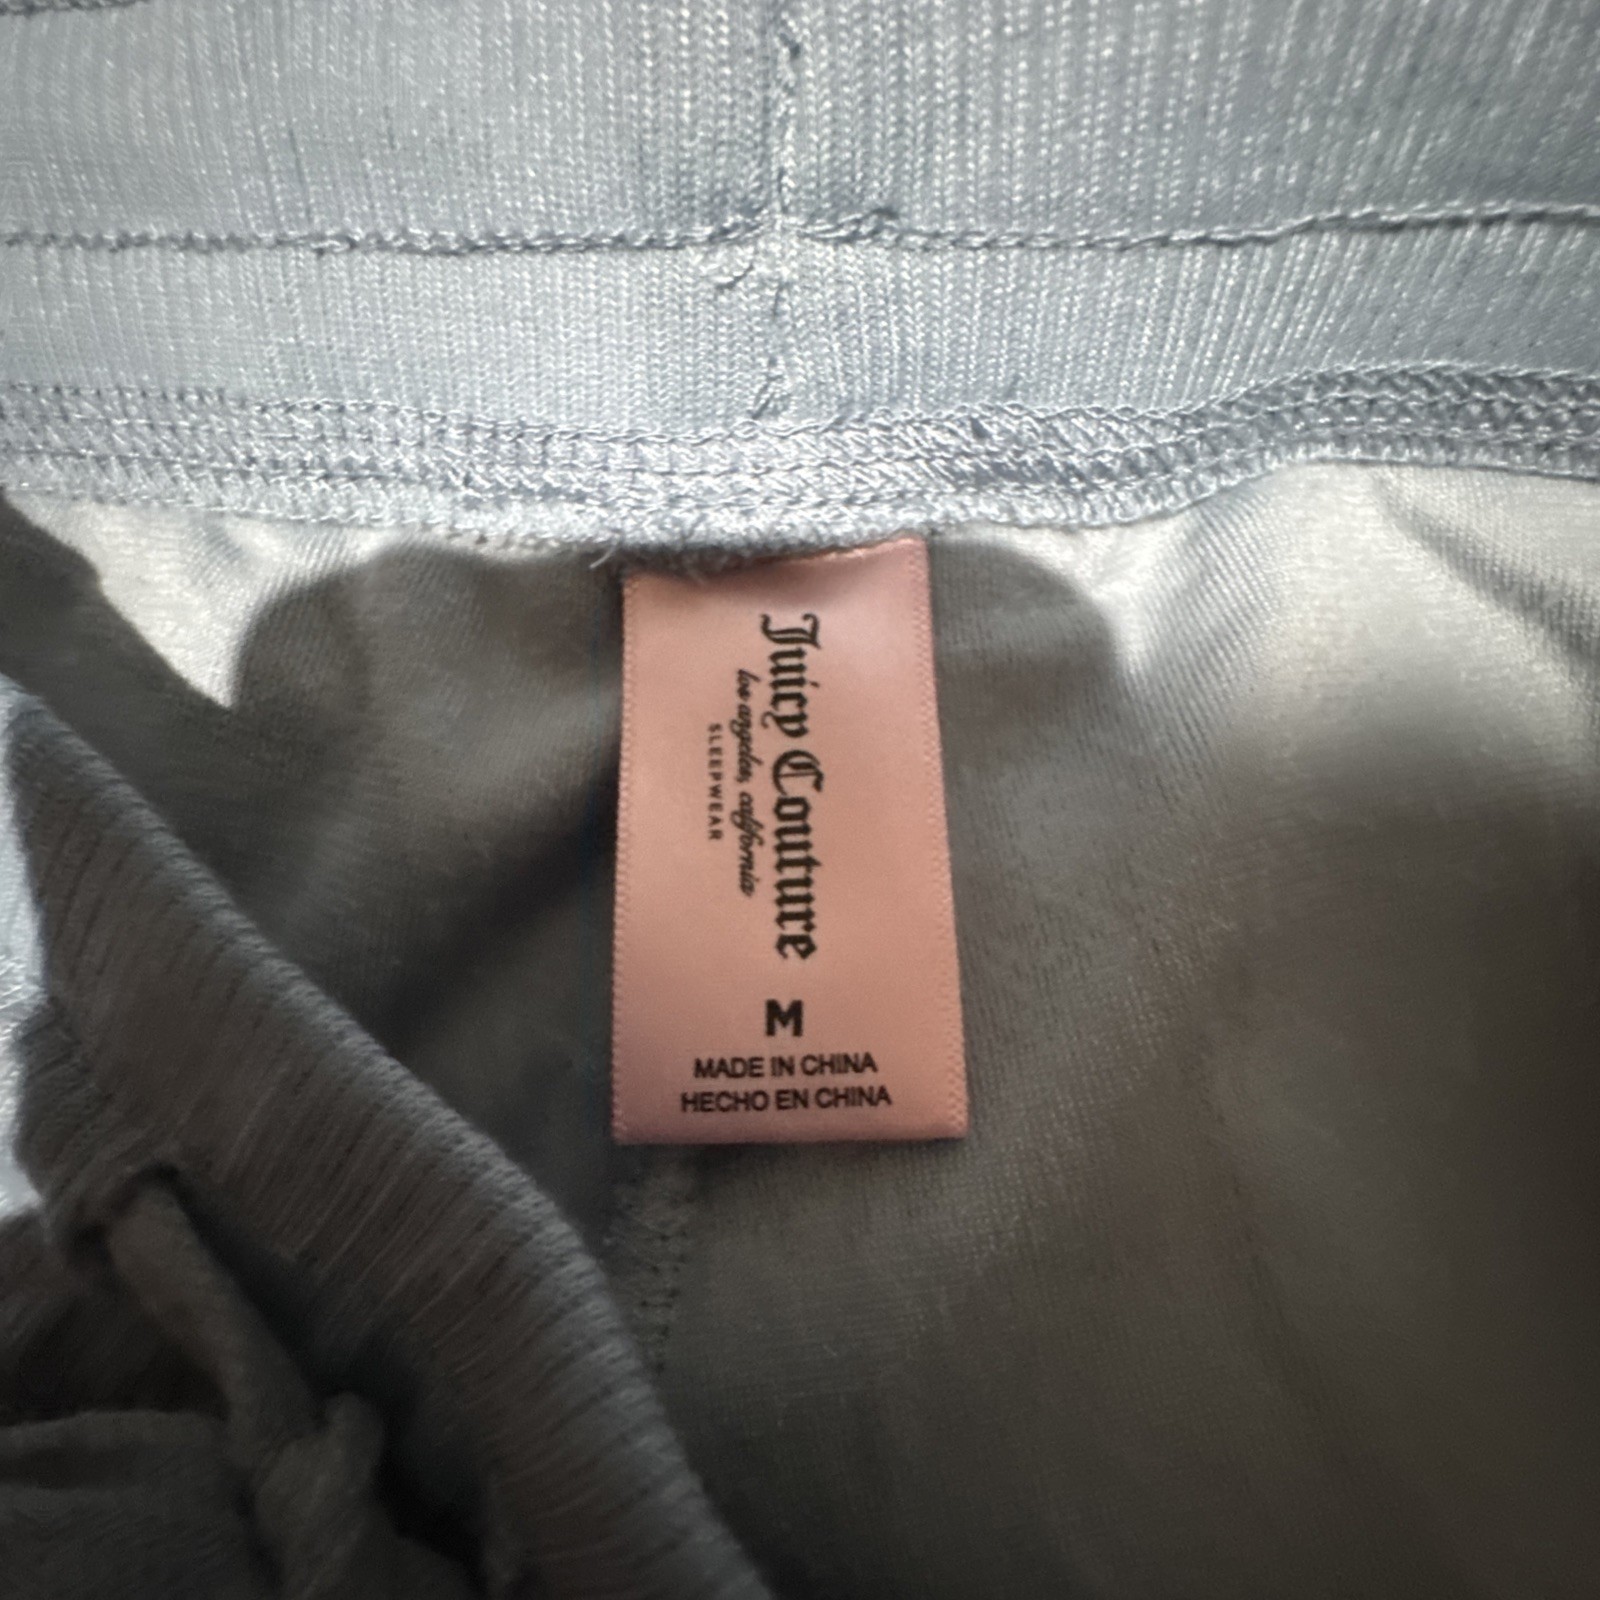 Juicy Couture
los angeles, california
SLEEPWEAR
M
MADE IN CHINA
HECHO EN CHINA